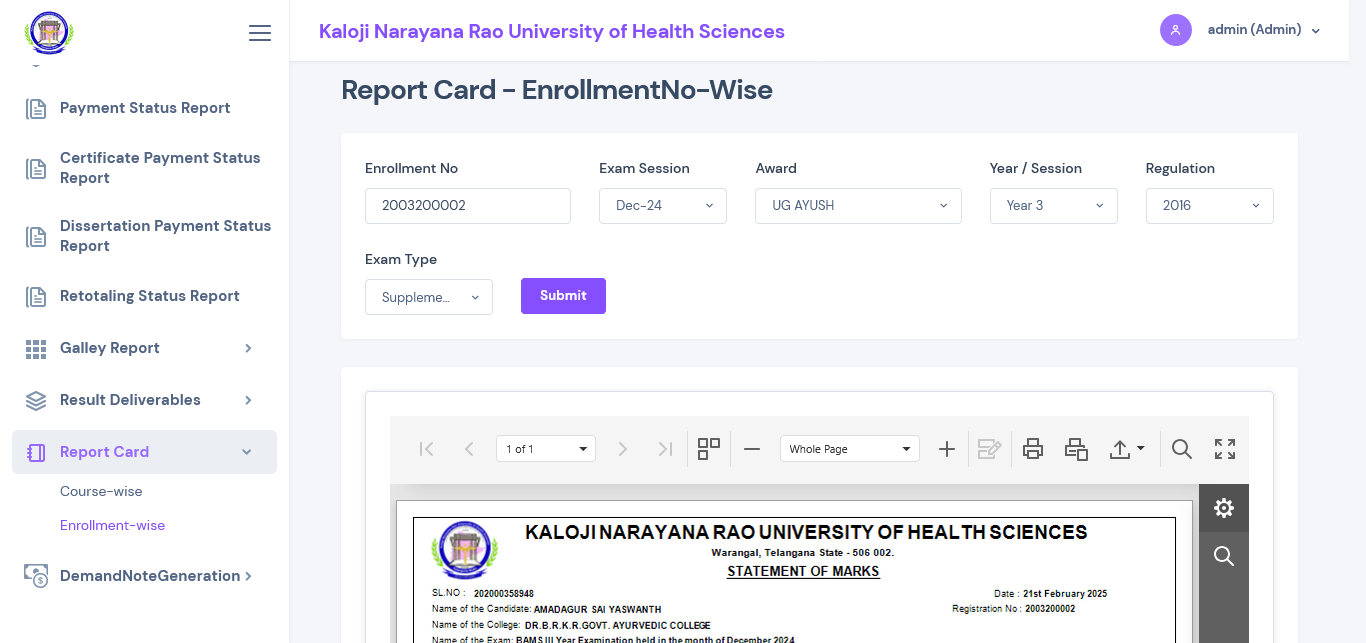 Kaloji Narayana Rao University of Health Sciences
admin (Admin)
Payment Status Report
Certificate Payment Status
Report
Dissertation Payment Status
Report
Retotaling Status Report
Galley Report
Result Deliverables
Report Card
Course-wise
Enrollment-wise
DemandNoteGeneration
Report Card - EnrollmentNo-Wise
Enrollment No
Exam Session
Award
Year / Session
Regulation
2003200002
Dec-24
UG AYUSH
Year 3
2016
Exam Type
Suppleme...
Submit
1 of 1
Whole Page
KALOJI NARAYANA RAO UNIVERSITY OF HEALTH SCIENCES
Warangal, Telangana State - 506 002.
STATEMENT OF MARKS
SL.NO : 202000358948
Date : 21st February 2025
Name of the Candidate: AMADAGUR SAI YASWANTH
Registration No : 2003200002
Name of the College: DR.B.R.K.R.GOVT. AYURVEDIC COLLEGE
Name of the Exam: BAMS III Year Examination held in the month of December 2024